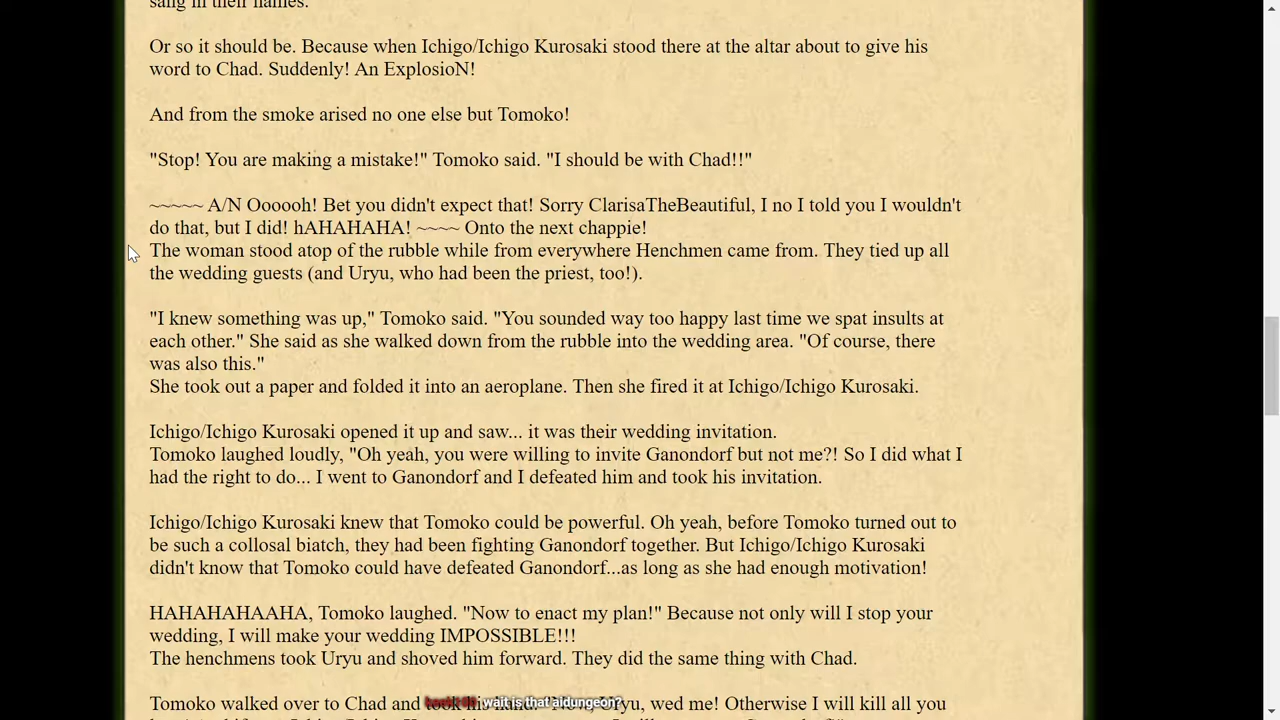 sang in their names.
Or so it should be. Because when Ichigo/Ichigo Kurosaki stood there at the altar about to give his
word to Chad. Suddenly! An ExplosioN!
And from the smoke arised no one else but Tomoko!
"Stop! You are making a mistake!" Tomoko said. "I should be with Chad!!"
~~~~~ A/N Oooooh! Bet you didn't expect that! Sorry ClarisaTheBeautiful, I no I told you I wouldn't
do that, but I did! hAHAHAHA! ~~~~ Onto the next chappie!
The woman stood atop of the rubble while from everywhere Henchmen came from. They tied up all
the wedding guests (and Uryu, who had been the priest, too!).
"I knew something was up," Tomoko said. "You sounded way too happy last time we spat insults at
each other." She said as she walked down from the rubble into the wedding area. "Of course, there
was also this."
She took out a paper and folded it into an aeroplane. Then she fired it at Ichigo/Ichigo Kurosaki.
Ichigo/Ichigo Kurosaki opened it up and saw... it was their wedding invitation.
Tomoko laughed loudly, "Oh yeah, you were willing to invite Ganondorf but not me?! So I did what I
had the right to do... I went to Ganondorf and I defeated him and took his invitation.
Ichigo/Ichigo Kurosaki knew that Tomoko could be powerful. Oh yeah, before Tomoko turned out to
be such a collosal biatch, they had been fighting Ganondorf together. But Ichigo/Ichigo Kurosaki
didn't know that Tomoko could have defeated Ganondorf...as long as she had enough motivation!
HAHAHAHAAHA, Tomoko laughed. "Now to enact my plan!" Because not only will I stop your
wedding, I will make your wedding IMPOSSIBLE!!!
The henchmens took Uryu and shoved him forward. They did the same thing with Chad.
Tomoko walked over to Chad and took his wed me! Otherwise I will kill all you
wait is that aidungeon?